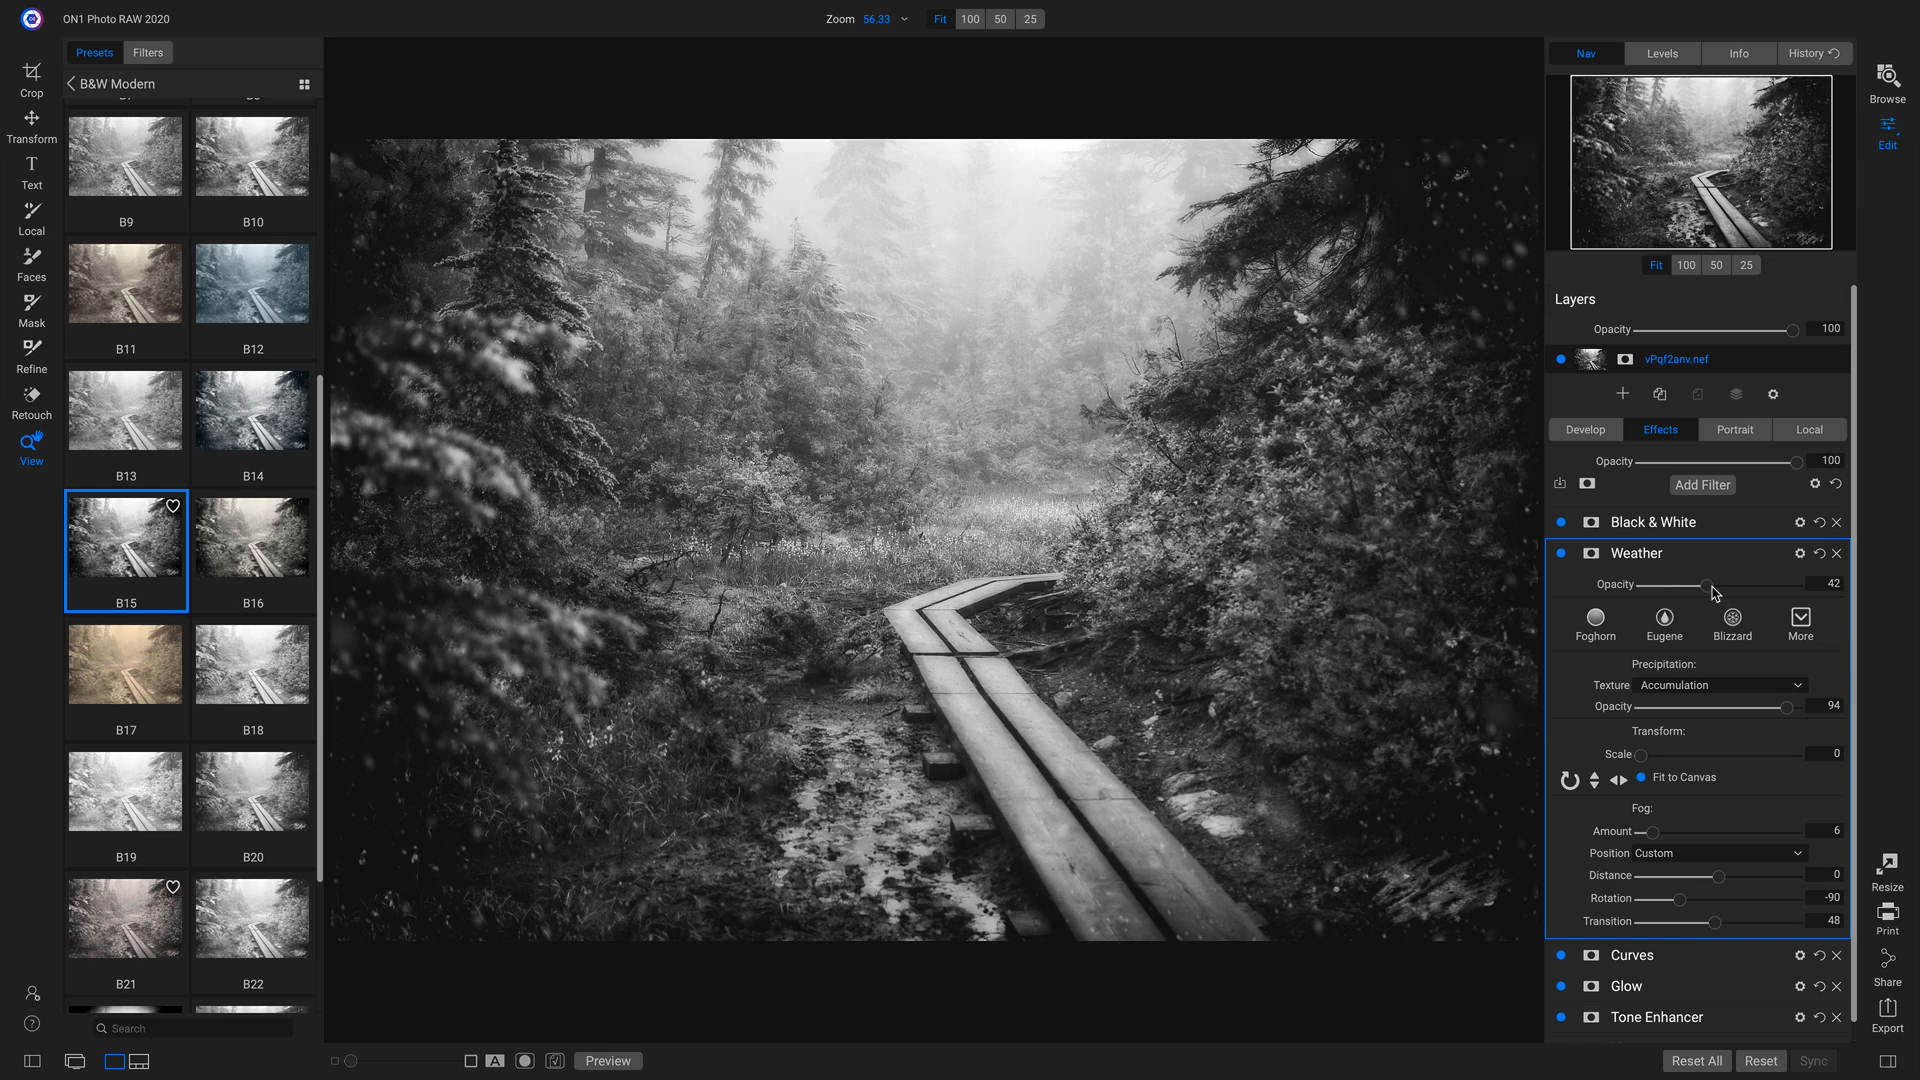 ON1 Photo RAW 2020
Zoom 56.33 Fit 100 50 25
Presets Filters
B&W Modern
B9 B10
B11 B12
B13 B14
B15 B16
B17 B18
B19 B20
B21 B22
Search
Crop
Transform
Text
Local
Faces
Mask
Refine
Retouch
View
Preview
Nav Levels Info History
Fit 100 50 25
Layers
Opacity 100
vPqf2anv.nef
Develop Effects Portrait Local
Opacity 100
Add Filter
Black & White
Weather
Opacity 42
Foghorn Eugene Blizzard More
Precipitation:
Texture Accumulation
Opacity 94
Transform:
Scale 0
Fit to Canvas
Fog:
Amount 6
Position Custom
Distance 0
Rotation -90
Transition 48
Curves
Glow
Tone Enhancer
Reset All Reset Sync
Browse
Edit
Resize
Print
Share
Export